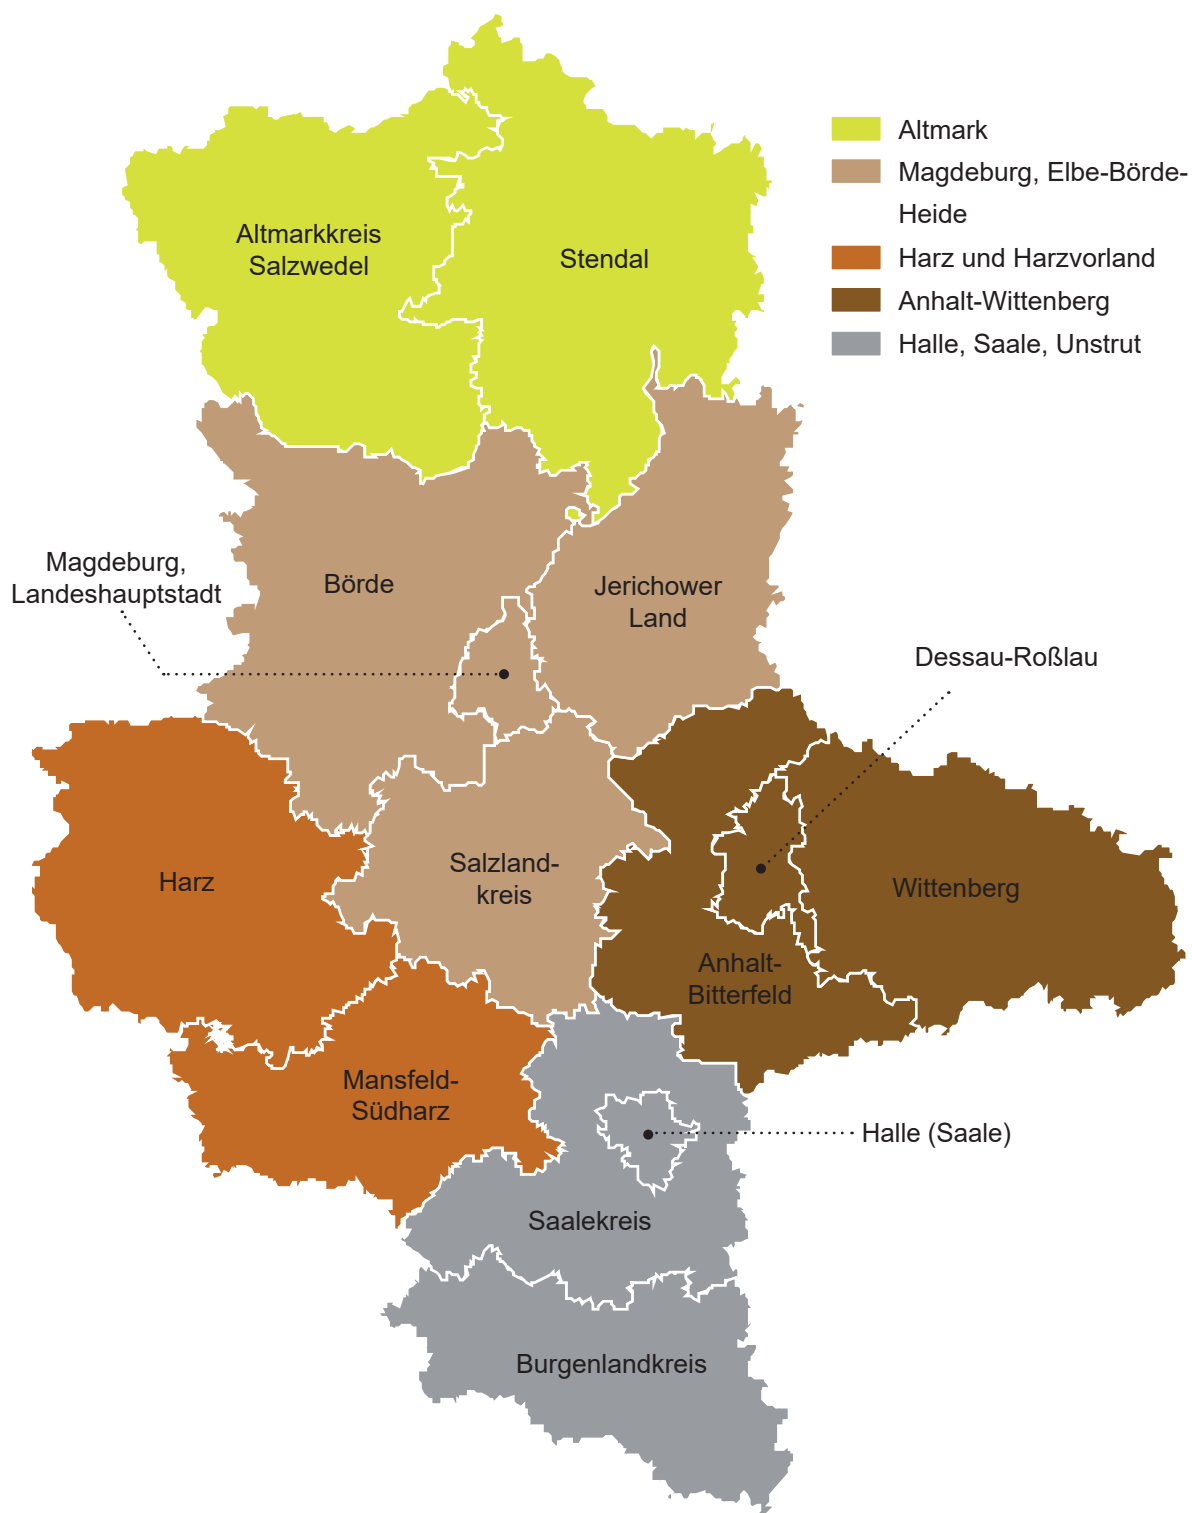 Altmark
Magdeburg, Elbe-Börde-
Heide
Harz und Harzvorland
Anhalt-Wittenberg
Halle, Saale, Unstrut
Altmarkkreis
Salzwedel
Stendal
Magdeburg,
Landeshauptstadt
Börde
Jerichower
Land
Dessau-Roßlau
Harz
Salzland-
kreis
Wittenberg
Anhalt-
Bitterfeld
Mansfeld-
Südharz
Halle (Saale)
Saalekreis
Burgenlandkreis